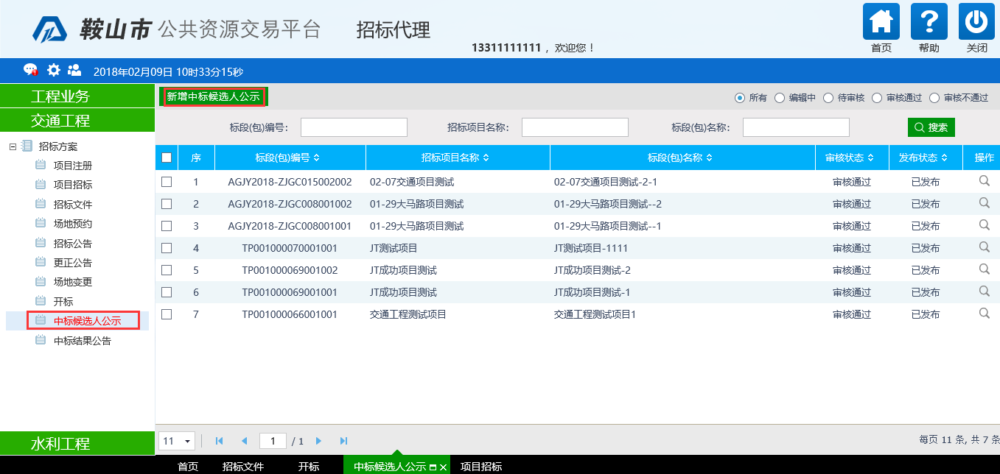 鞍山市 公共资源交易平台 招标代理
13311111111 ，欢迎您！
首页 帮助 关闭
2018年02月09日 10时33分15秒
工程业务
交通工程
招标方案
项目注册
项目招标
招标文件
场地预约
招标公告
更正公告
场地变更
开标
中标候选人公示
中标结果公告
水利工程
新增中标候选人公示
所有 编辑中 待审核 审核通过 审核不通过
标段(包)编号： 招标项目名称： 标段(包)名称： 搜索
序 标段(包)编号 招标项目名称 标段(包)名称 审核状态 发布状态 操作
1 AGJY2018-ZJGC015002002 02-07交通项目测试 02-07交通项目测试-2-1 审核通过 已发布
2 AGJY2018-ZJGC008001002 01-29大马路项目测试 01-29大马路项目测试--2 审核通过 已发布
3 AGJY2018-ZJGC008001001 01-29大马路项目测试 01-29大马路项目测试--1 审核通过 已发布
4 TP001000070001001 JT测试项目 JT测试项目-1111 审核通过 已发布
5 TP001000069001002 JT成功项目测试 JT成功项目测试-2 审核通过 已发布
6 TP001000069001001 JT成功项目测试 JT成功项目测试-1 审核通过 已发布
7 TP001000066001001 交通工程测试项目 交通工程测试项目1 审核通过 已发布
11 1 / 1 每页 11 条, 共 7 条
首页 招标文件 开标 中标候选人公示 项目招标